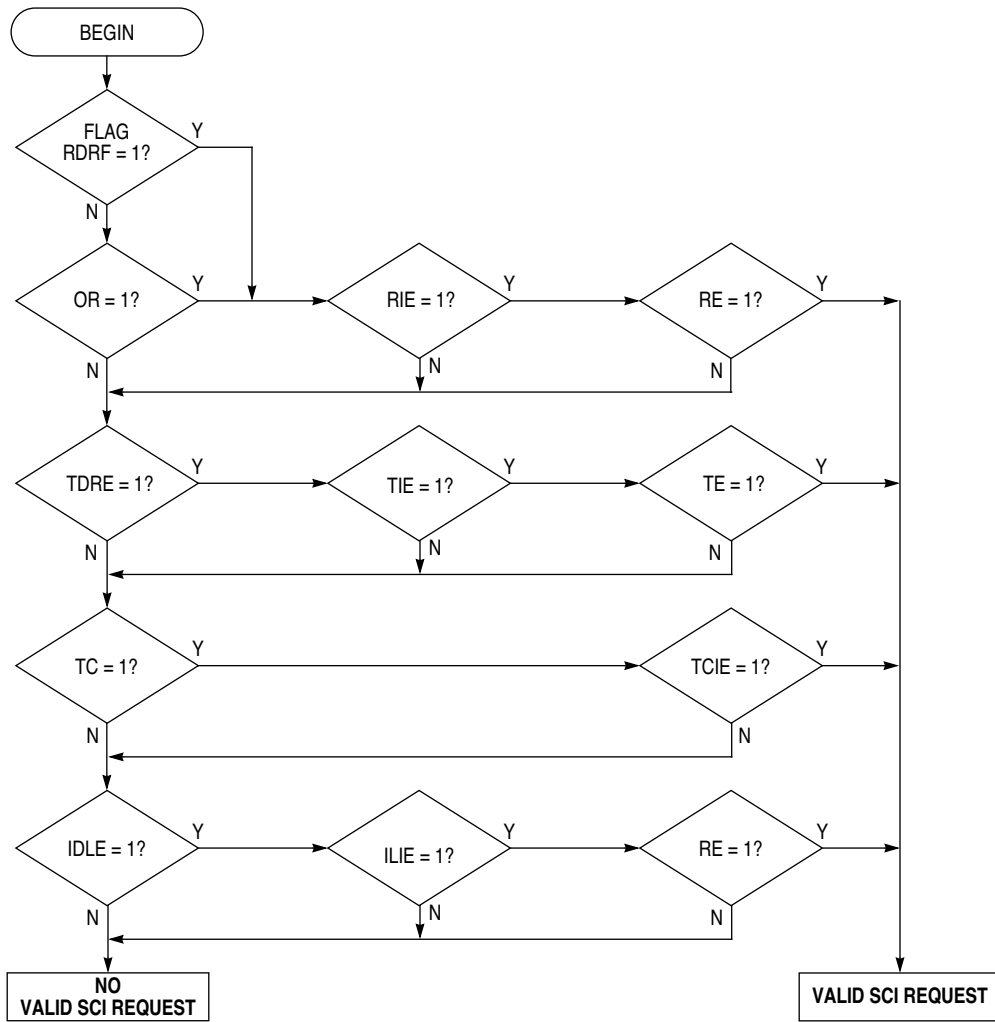 BEGIN
FLAG
RDRF = 1?
Y
N
OR = 1?
Y
N
RIE = 1?
Y
N
RE = 1?
Y
N
TDRE = 1?
Y
N
TIE = 1?
Y
N
TE = 1?
Y
N
TC = 1?
Y
N
TCIE = 1?
Y
N
IDLE = 1?
Y
N
ILIE = 1?
Y
N
RE = 1?
Y
N
NO
VALID SCI REQUEST
VALID SCI REQUEST